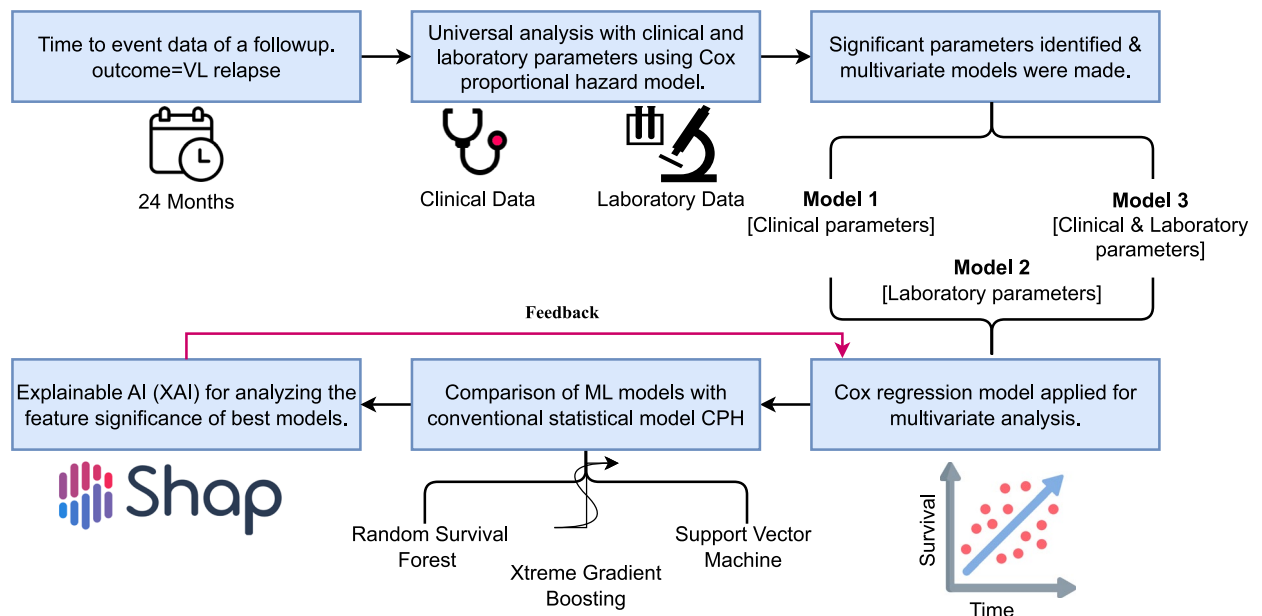 Time to event data of a followup.
outcome=VL relapse
Universal analysis with clinical and
laboratory parameters using Cox
proportional hazard model.
Significant parameters identified &
multivariate models were made.
24 Months
Clinical Data
Laboratory Data
Model 1
[Clinical parameters]
Model 3
[Clinical & Laboratory
parameters]
Model 2
[Laboratory parameters]
Feedback
Explainable AI (XAI) for analyzing the
feature significance of best models.
Comparison of ML models with
conventional statistical model CPH
Cox regression model applied for
multivariate analysis.
Shap
Random Survival
Forest
Xtreme Gradient
Boosting
Support Vector
Machine
Survival
Time